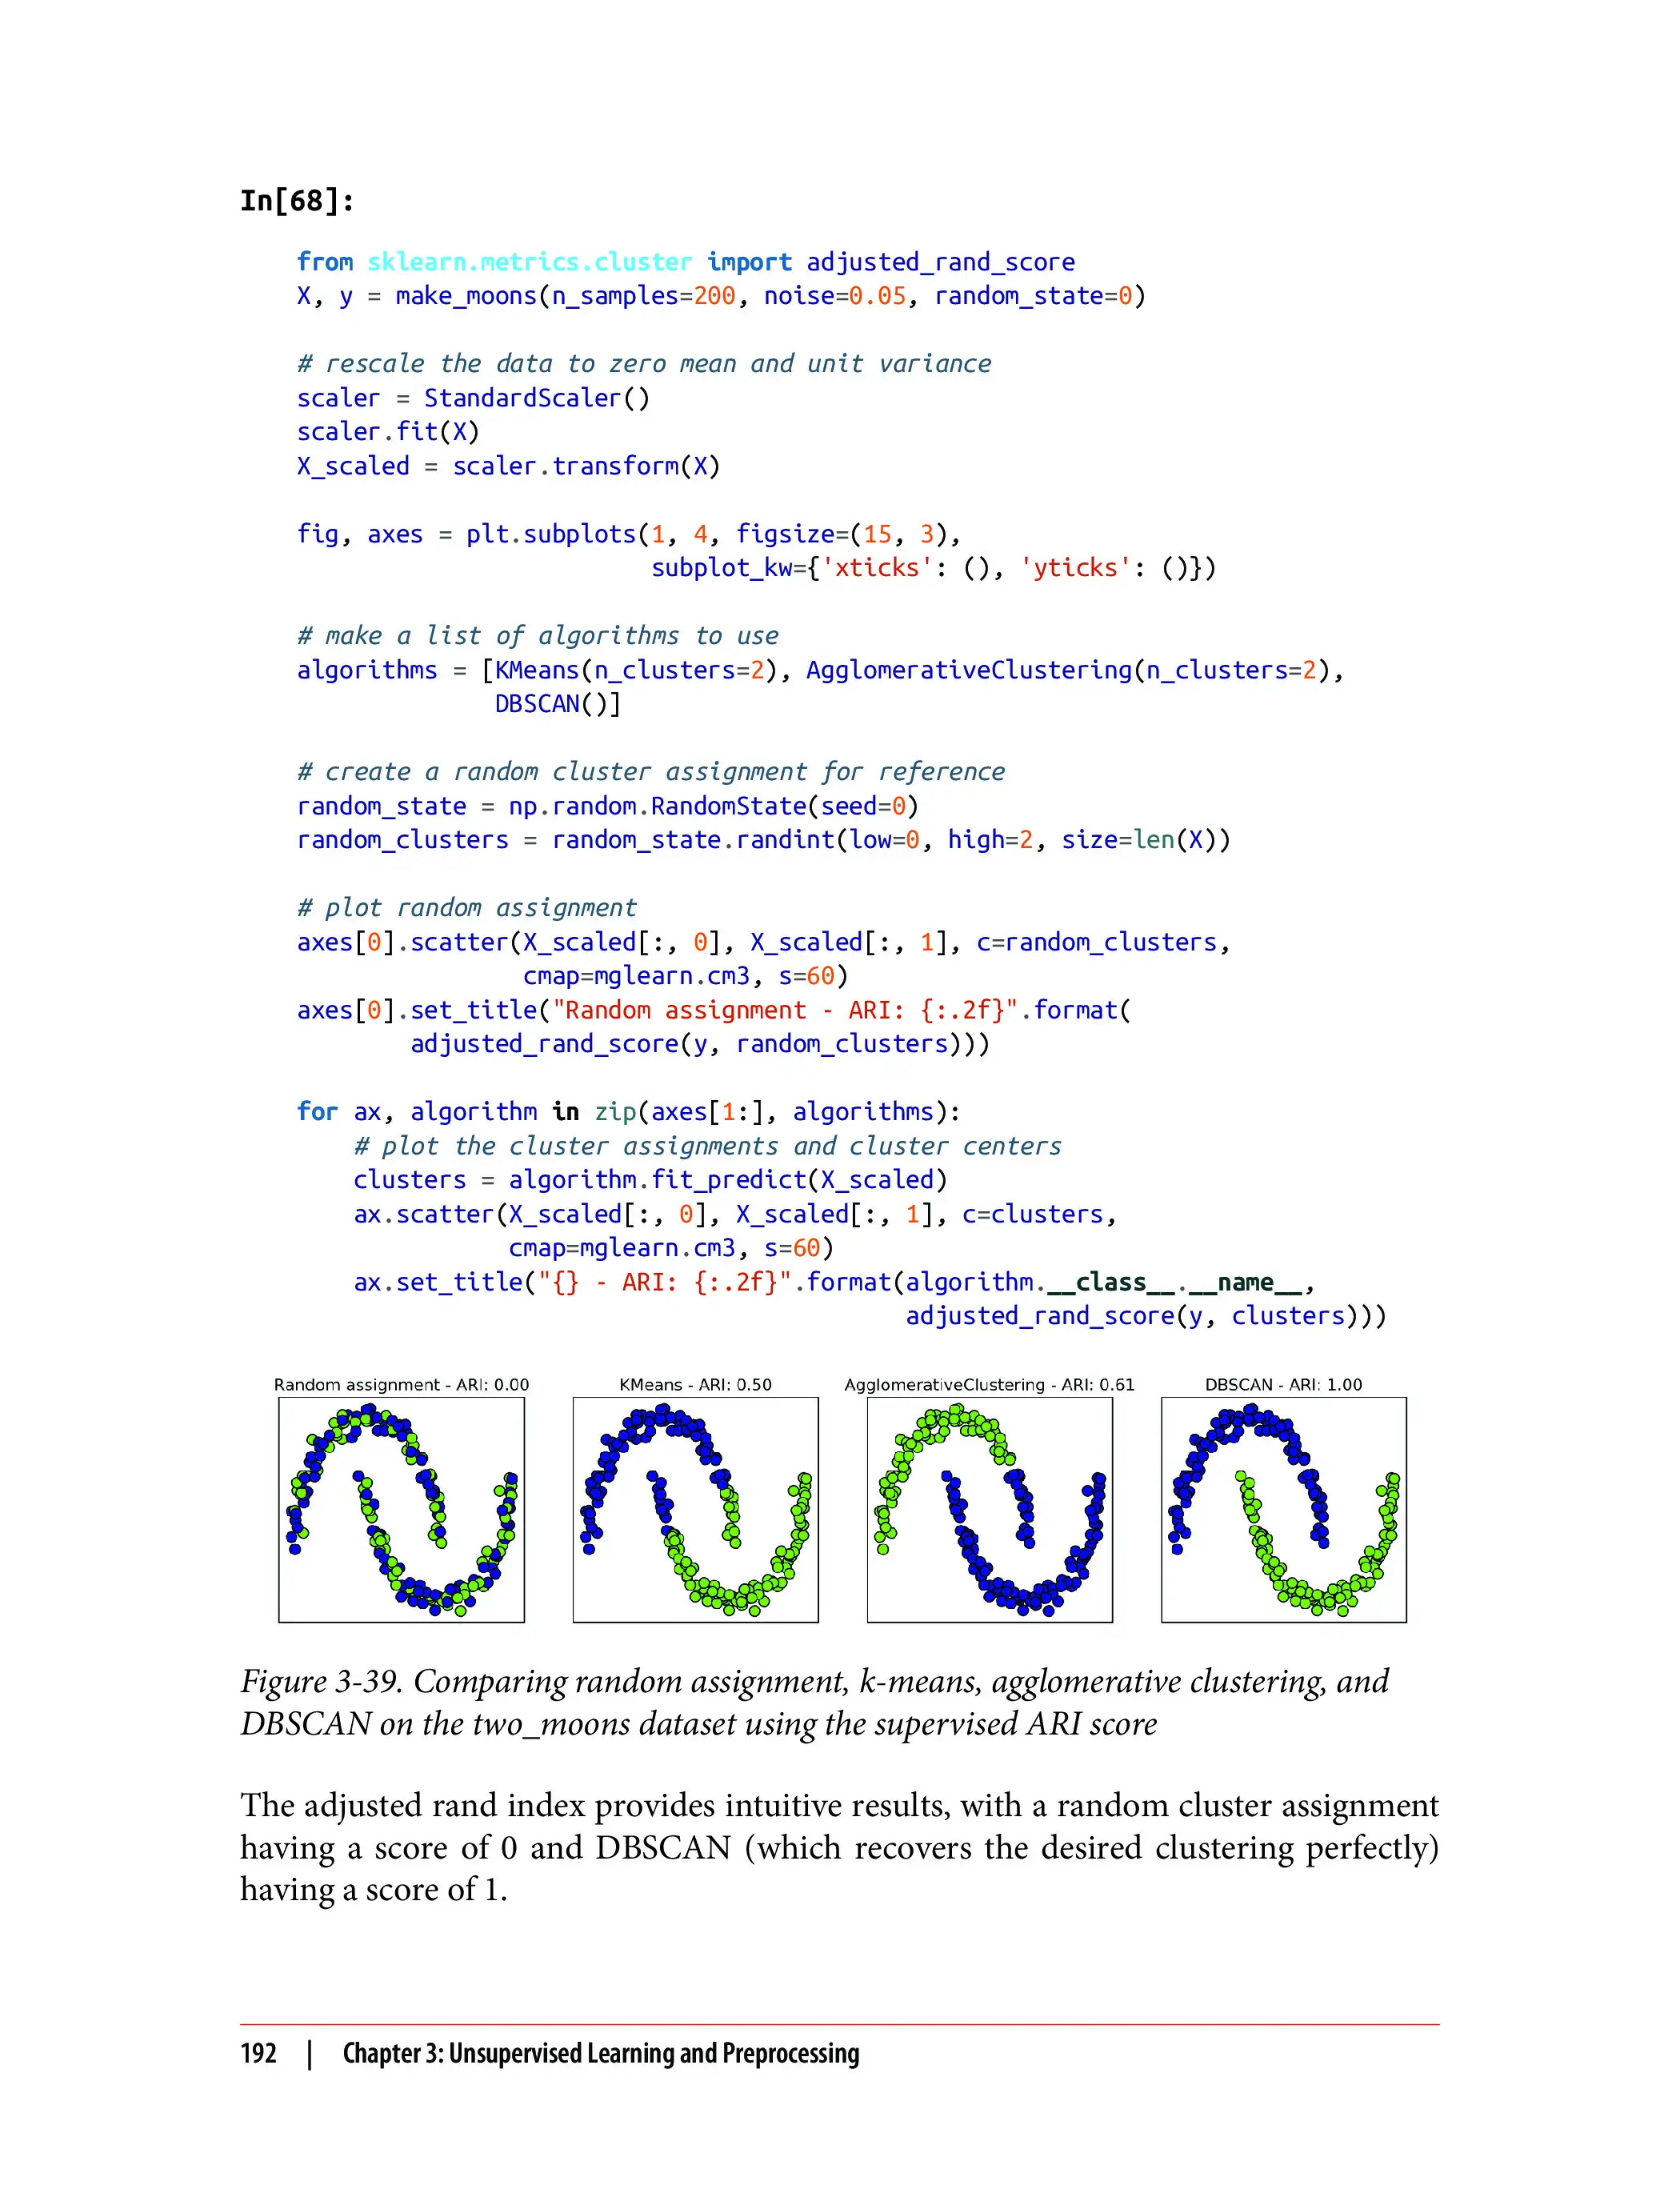 In[68]:
from sklearn.metrics.cluster import adjusted_rand_score
X, y = make_moons(n_samples=200, noise=0.05, random_state=0)
# rescale the data to zero mean and unit variance
scaler = StandardScaler()
scaler.fit(X)
X_scaled = scaler.transform(X)
fig, axes = plt.subplots(1, 4, figsize=(15, 3),
                         subplot_kw={'xticks': (), 'yticks': ()})
# make a list of algorithms to use
algorithms = [KMeans(n_clusters=2), AgglomerativeClustering(n_clusters=2),
              DBSCAN()]
# create a random cluster assignment for reference
random_state = np.random.RandomState(seed=0)
random_clusters = random_state.randint(low=0, high=2, size=len(X))
# plot random assignment
axes[0].scatter(X_scaled[:, 0], X_scaled[:, 1], c=random_clusters,
                cmap=mglearn.cm3, s=60)
axes[0].set_title("Random assignment - ARI: {:.2f}".format(
        adjusted_rand_score(y, random_clusters)))
for ax, algorithm in zip(axes[1:], algorithms):
    # plot the cluster assignments and cluster centers
    clusters = algorithm.fit_predict(X_scaled)
    ax.scatter(X_scaled[:, 0], X_scaled[:, 1], c=clusters,
               cmap=mglearn.cm3, s=60)
    ax.set_title("{} - ARI: {:.2f}".format(algorithm.__class__.__name__,
                                           adjusted_rand_score(y, clusters)))
Random assignment - ARI: 0.00
KMeans - ARI: 0.50
AgglomerativeClustering - ARI: 0.61
DBSCAN - ARI: 1.00
Figure 3-39. Comparing random assignment, k-means, agglomerative clustering, and
DBSCAN on the two_moons dataset using the supervised ARI score
The adjusted rand index provides intuitive results, with a random cluster assignment
having a score of 0 and DBSCAN (which recovers the desired clustering perfectly)
having a score of 1.
192 | Chapter 3: Unsupervised Learning and Preprocessing